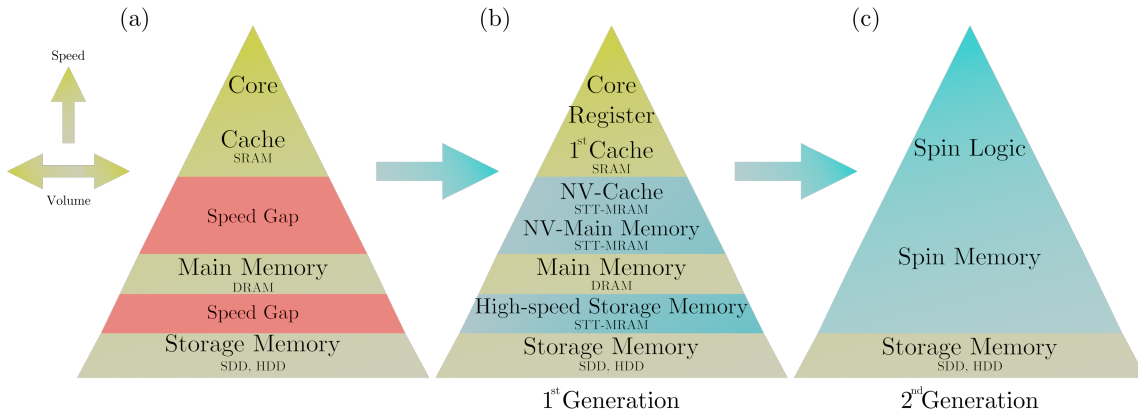 (a)
Speed
Volume
Core
Cache
SRAM
Speed Gap
Main Memory
DRAM
Speed Gap
Storage Memory
SDD, HDD
(b)
Core
Register
1st Cache
SRAM
NV-Cache
STT-MRAM
NV-Main Memory
STT-MRAM
Main Memory
DRAM
High-speed Storage Memory
STT-MRAM
Storage Memory
SDD, HDD
1st Generation
(c)
Spin Logic
Spin Memory
Storage Memory
SDD, HDD
2nd Generation